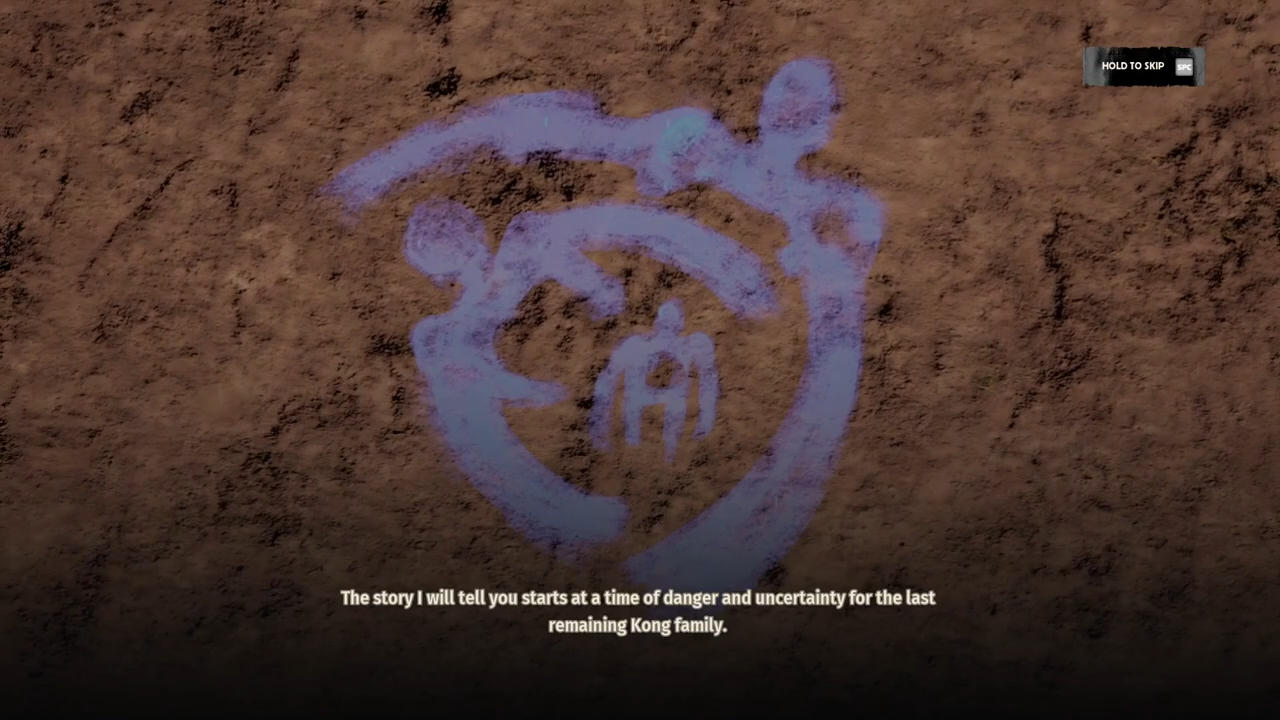 HOLD TO SKIP SPC
The story I will tell you starts at a time of danger and uncertainty for the last
remaining Kong family.